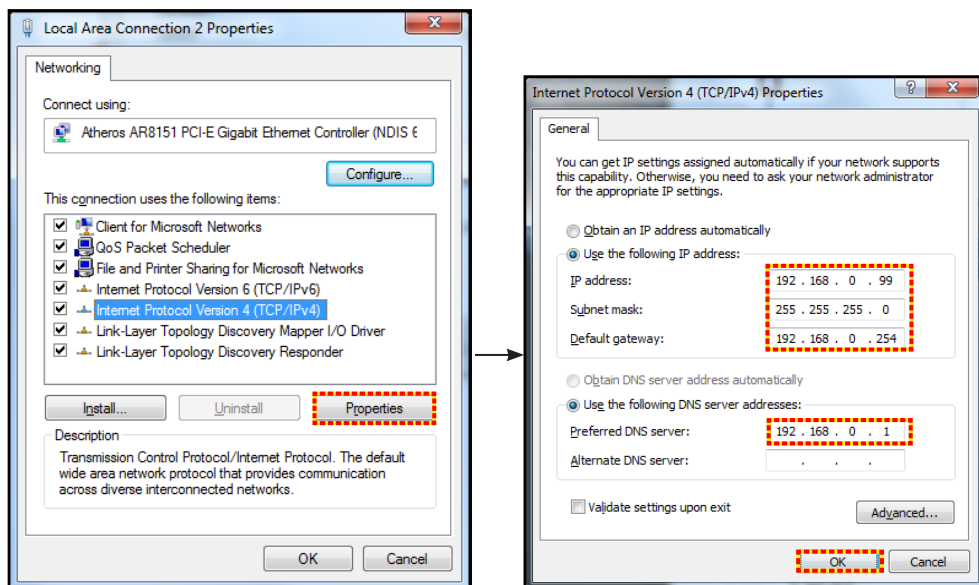 Local Area Connection 2 Properties
Networking
Connect using:
Atheros AR8151 PCI-E Gigabit Ethernet Controller (NDIS 6
Configure...
This connection uses the following items:
Client for Microsoft Networks
QoS Packet Scheduler
File and Printer Sharing for Microsoft Networks
Internet Protocol Version 6 (TCP/IPv6)
Internet Protocol Version 4 (TCP/IPv4)
Link-Layer Topology Discovery Mapper I/O Driver
Link-Layer Topology Discovery Responder
Install...
Uninstall
Properties
Description
Transmission Control Protocol/Internet Protocol. The default
wide area network protocol that provides communication
across diverse interconnected networks.
OK
Cancel
Internet Protocol Version 4 (TCP/IPv4) Properties
General
You can get IP settings assigned automatically if your network supports
this capability. Otherwise, you need to ask your network administrator
for the appropriate IP settings.
Obtain an IP address automatically
Use the following IP address:
IP address: 192 . 168 . 0 . 99
Subnet mask: 255 . 255 . 255 . 0
Default gateway: 192 . 168 . 0 . 254
Obtain DNS server address automatically
Use the following DNS server addresses:
Preferred DNS server: 192 . 168 . 0 . 1
Alternate DNS server: . . .
Validate settings upon exit
Advanced...
OK
Cancel